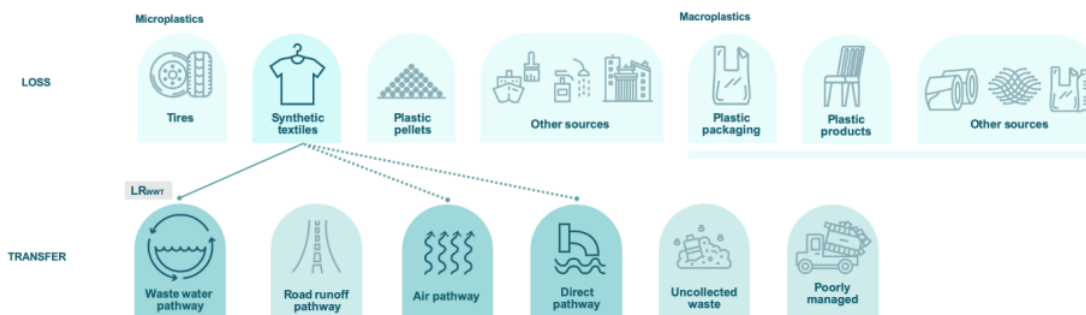 Microplastics
Macroplastics
LOSS
Tires
Synthetic
textiles
Plastic
pellets
Other sources
Plastic
packaging
Plastic
products
Other sources
LRWWT
TRANSFER
Waste water
pathway
Road runoff
pathway
Air pathway
Direct
pathway
Uncollected
waste
Poorly
managed